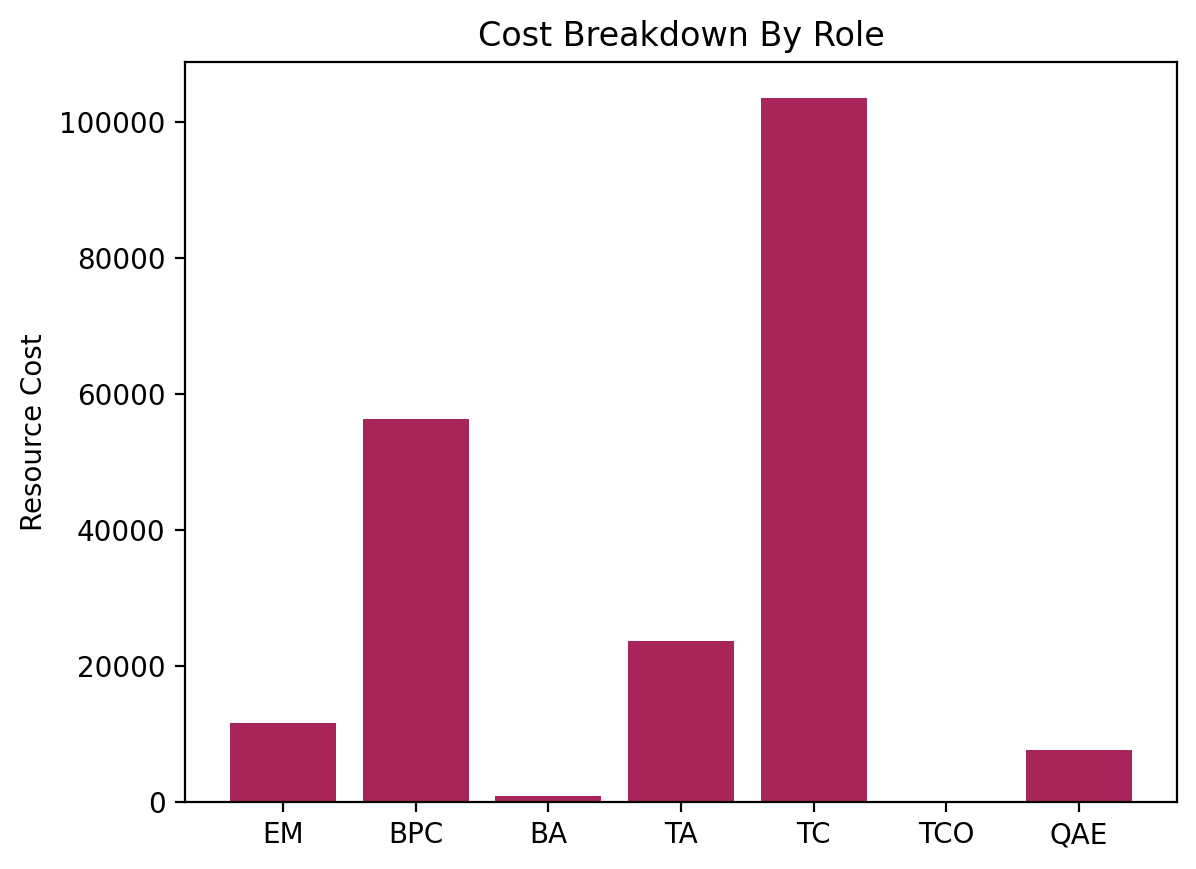 Cost Breakdown By Role
Resource Cost
100000
80000
60000
40000
20000
0
EM BPC BA TA TC TCO QAE